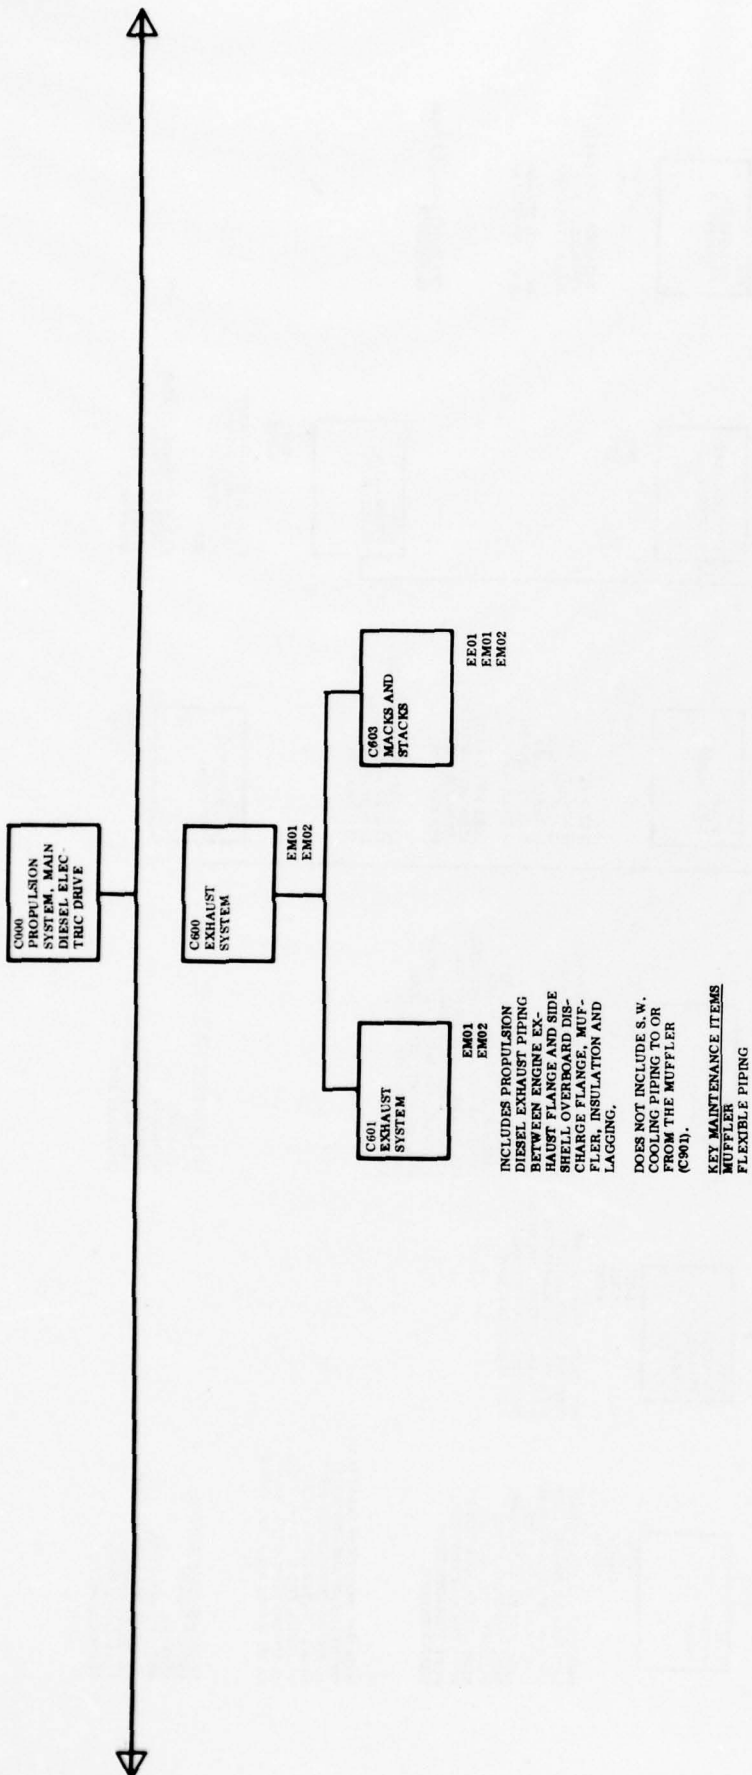 C000
PROPULSION
SYSTEM, MAIN
DIESEL ELEC-
TRIC DRIVE
C600
EXHAUST
SYSTEM
EM01
EM02
C601
EXHAUST
SYSTEM
EM01
EM02
INCLUDES PROPULSION
DIESEL EXHAUST PIPING
BETWEEN ENGINE EX-
HAUST FLANGE AND SIDE
SHELL OVERBOARD DIS-
CHARGE FLANGE, MUF-
FLER, INSULATION AND
LAGGING.
DOES NOT INCLUDE S.W.
COOLING PIPING TO OR
FROM THE MUFFLER
(C901).
KEY MAINTENANCE ITEMS
MUFFLER
FLEXIBLE PIPING
C603
MACKS AND
STACKS
EE01
EM01
EM02